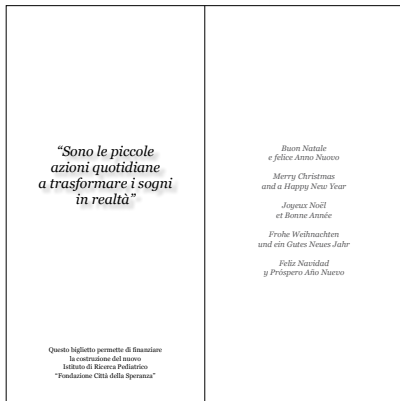 “Sono le piccole
azioni quotidiane
a trasformare i sogni
in realtà”
Questo biglietto permette di finanziare
la costruzione del nuovo
Istituto di Ricerca Pediatrico
“Fondazione Città della Speranza”
Buon Natale
e felice Anno Nuovo
Merry Christmas
and a Happy New Year
Joyeux Noël
et Bonne Année
Frohe Weihnachten
und ein Gutes Neues Jahr
Feliz Navidad
y Próspero Año Nuevo